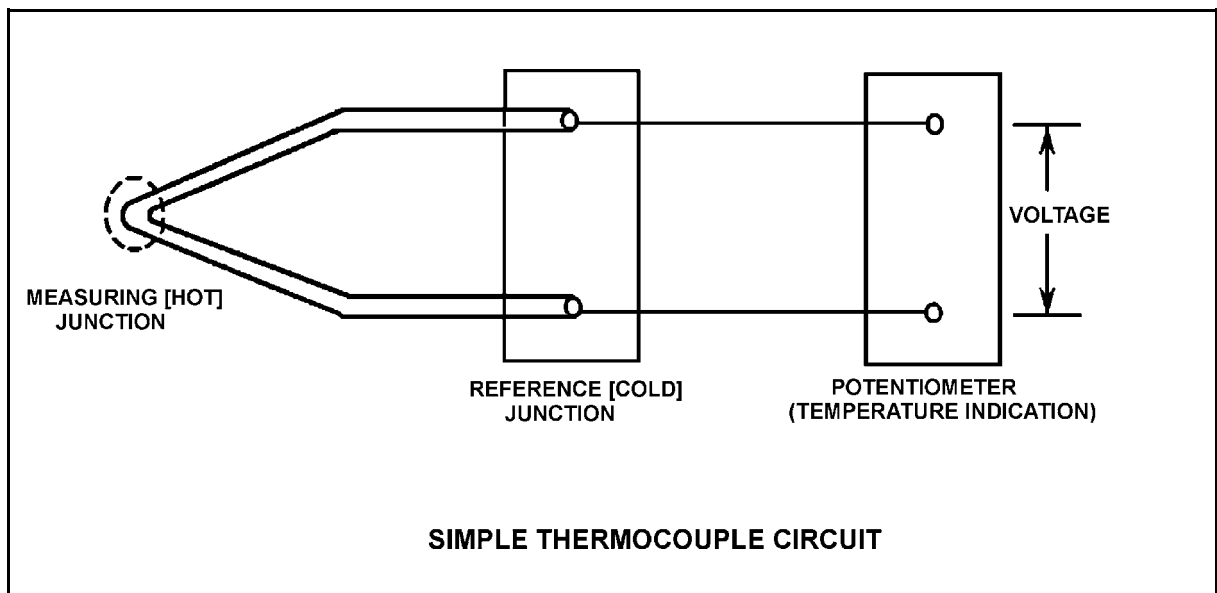 VOLTAGE
MEASURING [HOT]
JUNCTION
REFERENCE [COLD]
JUNCTION
POTENTIOMETER
(TEMPERATURE INDICATION)
SIMPLE THERMOCOUPLE CIRCUIT